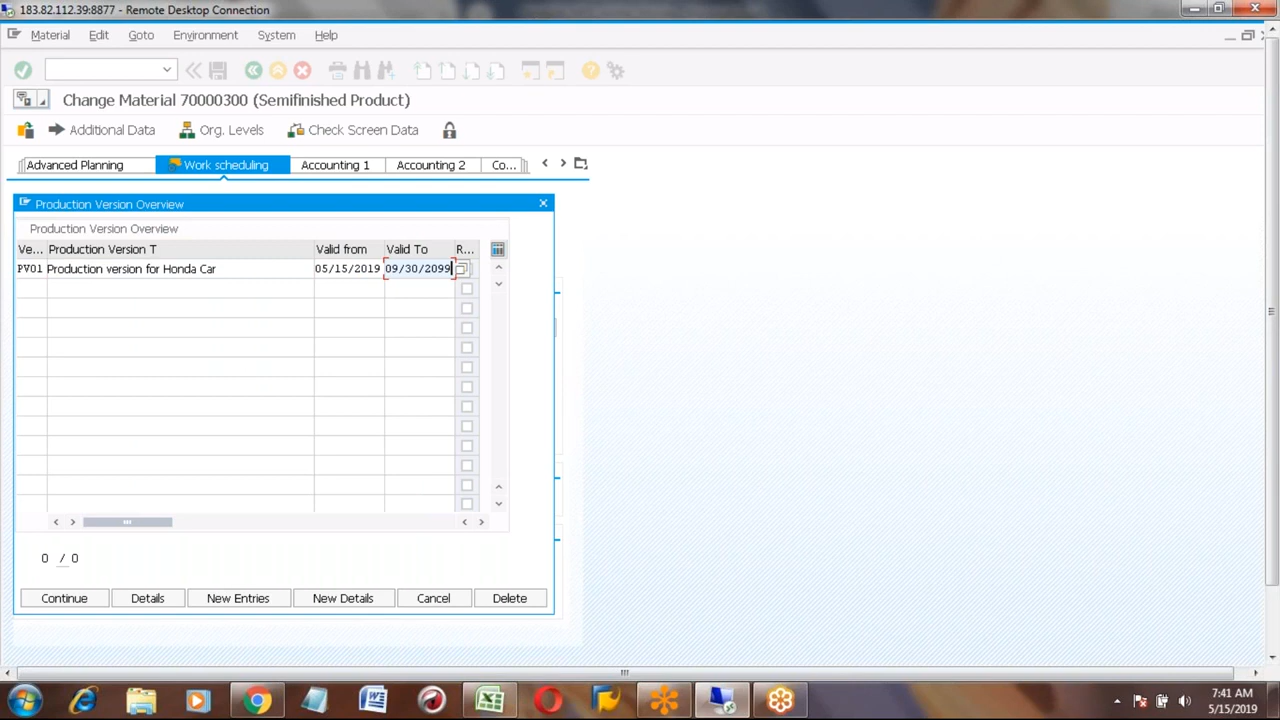 183.82.112.39:8877 - Remote Desktop Connection
Material Edit Goto Environment System Help
Change Material 70000300 (Semifinished Product)
Additional Data Org. Levels Check Screen Data
Advanced Planning Work scheduling Accounting 1 Accounting 2 Co...
Production Version Overview
Production Version Overview
Ve... Production Version T Valid from Valid To R...
PV01 Production version for Honda Car 05/15/2019 09/30/2099
0 / 0
Continue Details New Entries New Details Cancel Delete
7:41 AM
5/15/2019